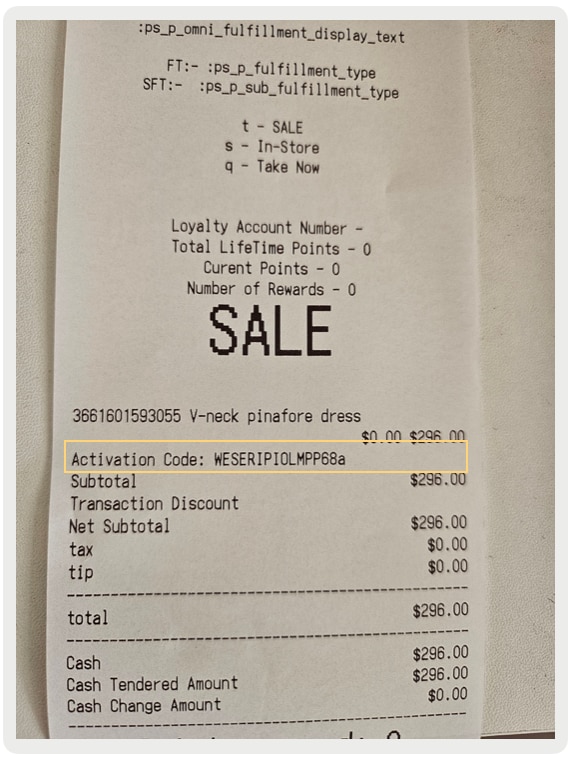 :ps_p_omni_fulfillment_display_text
FT:- :ps_p_fulfillment_type
SFT:- :ps_p_sub_fulfillment_type
t - SALE
s - In-Store
q - Take Now
Loyalty Account Number -
Total LifeTime Points - 0
Curent Points - 0
Number of Rewards - 0
SALE
3661601593055 V-neck pinafore dress
$0.00 $296.00
Activation Code: WESERIPIOLMPP68a
Subtotal $296.00
Transaction Discount
Net Subtotal $296.00
tax $0.00
tip $0.00
total $296.00
Cash $296.00
Cash Tendered Amount $296.00
Cash Change Amount $0.00